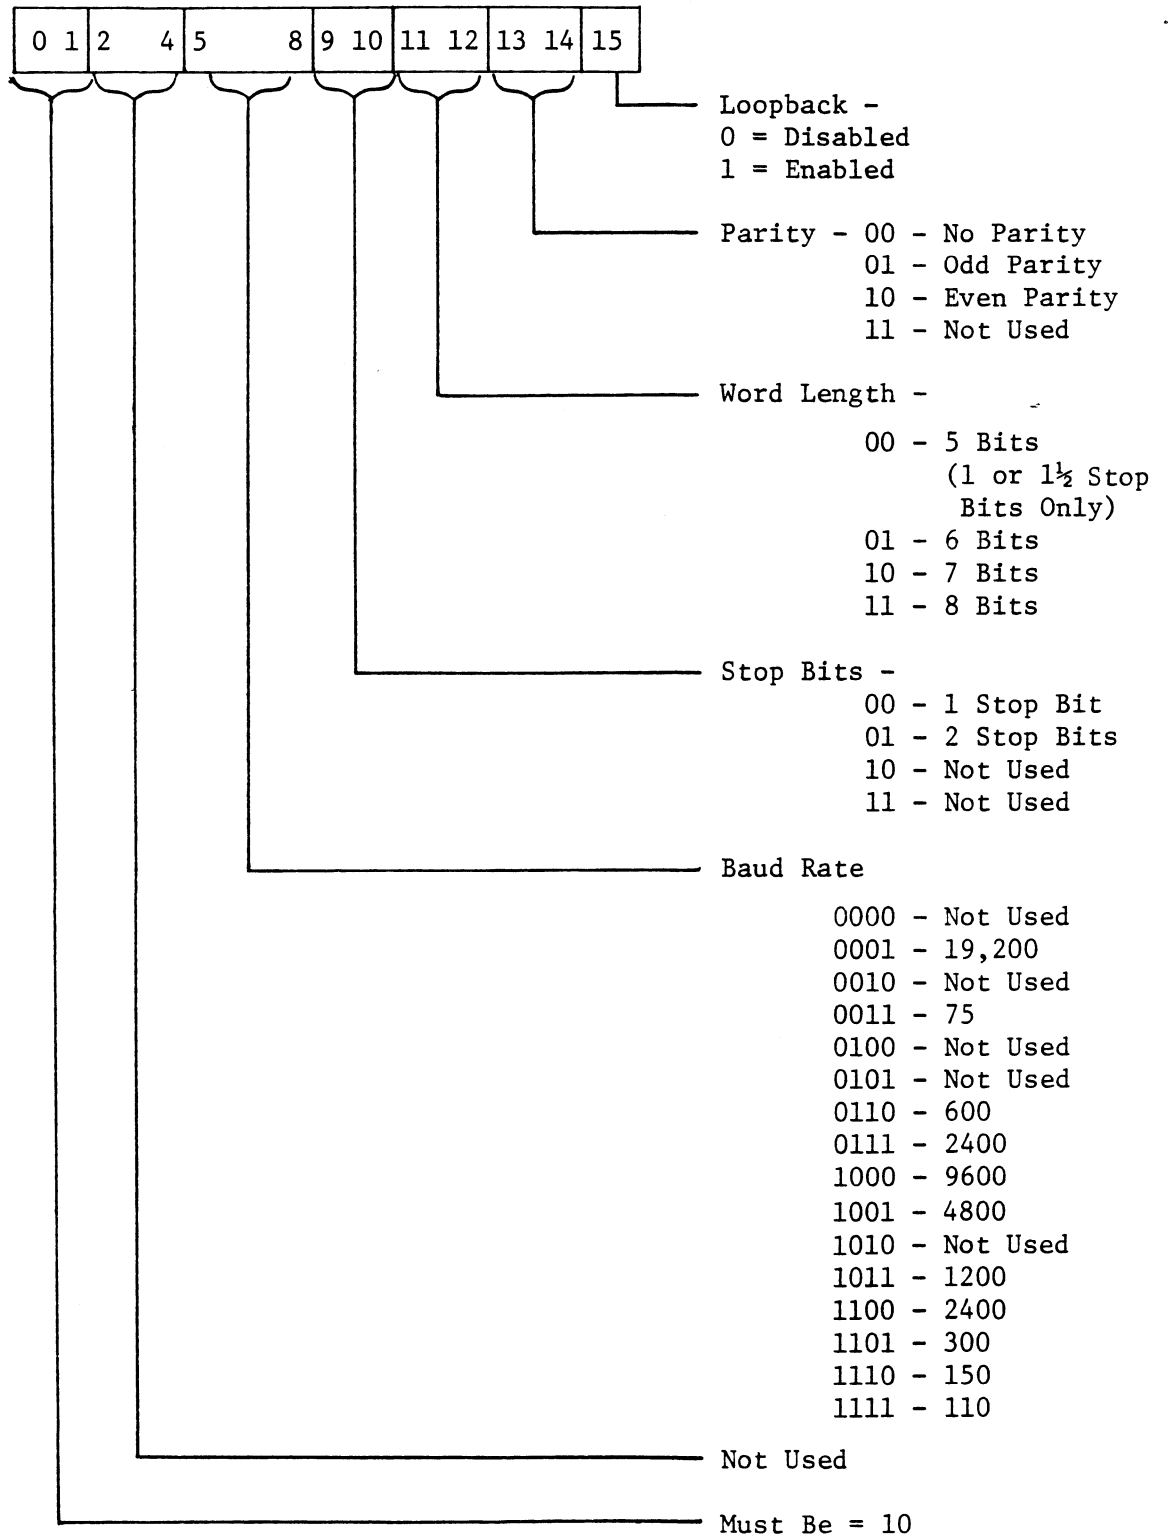 0 1 2 4 5 8 9 10 11 12 13 14 15
Loopback -
0 = Disabled
1 = Enabled
Parity - 00 - No Parity
01 - Odd Parity
10 - Even Parity
11 - Not Used
Word Length -
00 - 5 Bits
(1 or 1½ Stop
Bits Only)
01 - 6 Bits
10 - 7 Bits
11 - 8 Bits
Stop Bits -
00 - 1 Stop Bit
01 - 2 Stop Bits
10 - Not Used
11 - Not Used
Baud Rate
0000 - Not Used
0001 - 19,200
0010 - Not Used
0011 - 75
0100 - Not Used
0101 - Not Used
0110 - 600
0111 - 2400
1000 - 9600
1001 - 4800
1010 - Not Used
1011 - 1200
1100 - 2400
1101 - 300
1110 - 150
1111 - 110
Not Used
Must Be = 10